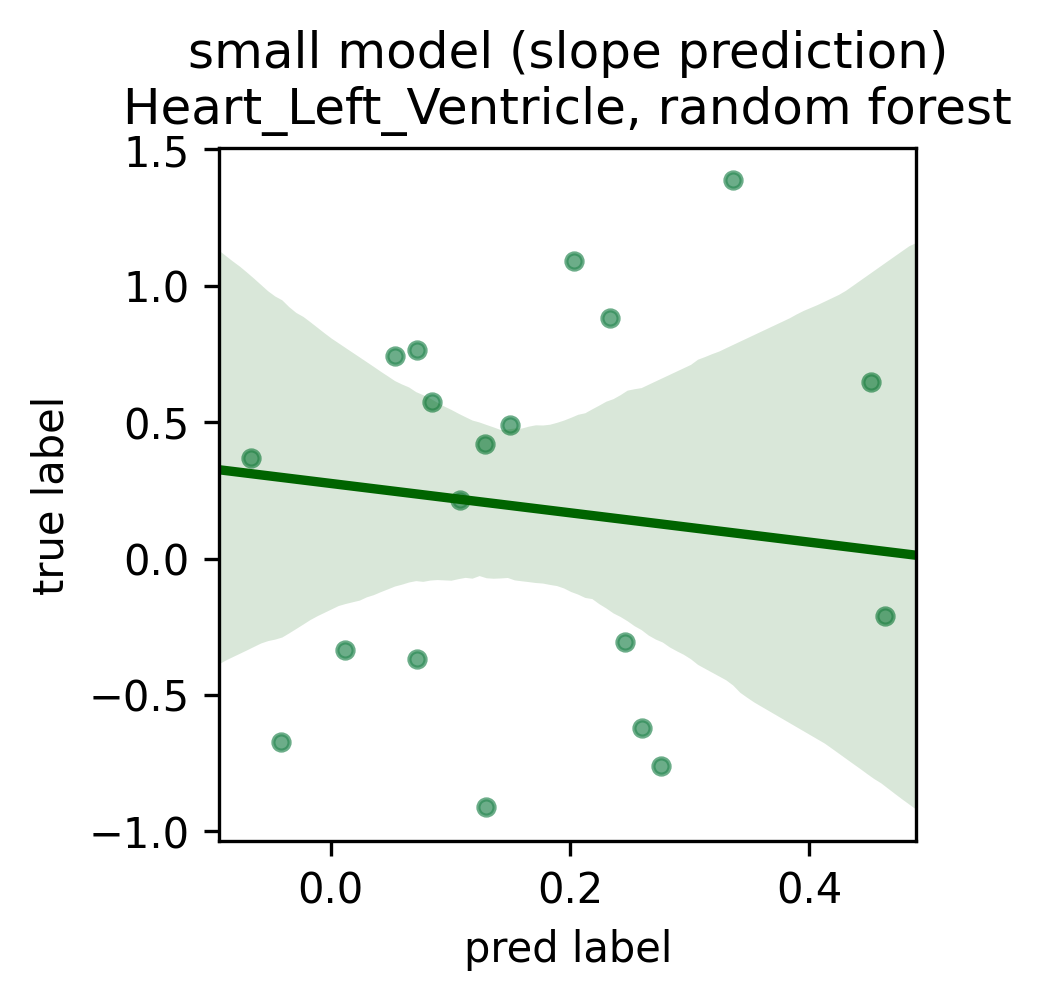 small model (slope prediction)
Heart_Left_Ventricle, random forest
1.5
1.0
0.5
0.0
−0.5
−1.0
true label
0.0 0.2 0.4
pred label